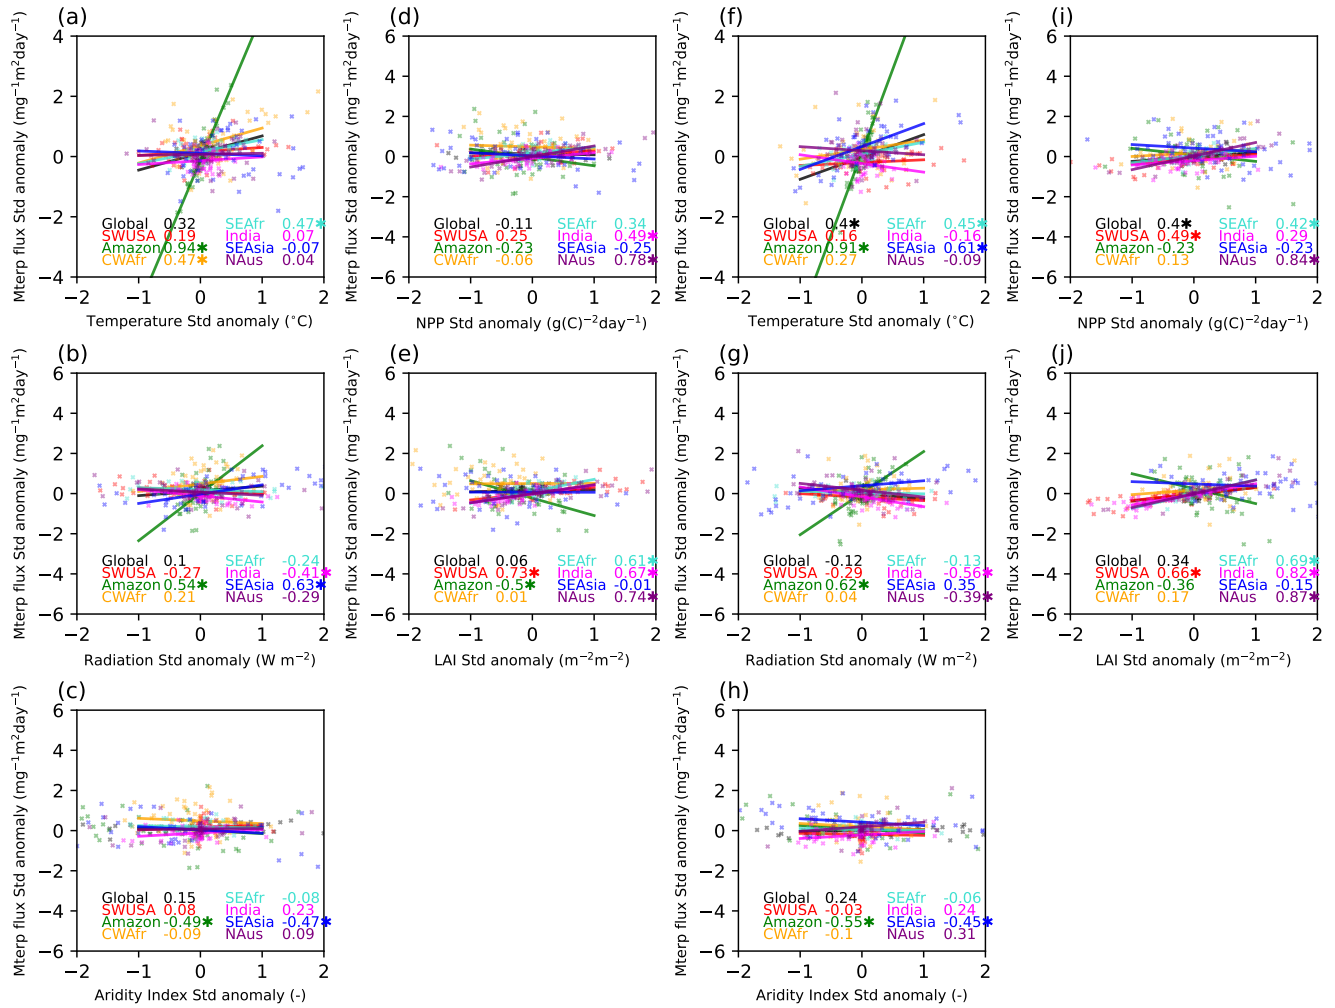 (a)
Mterp flux Std anomaly (mg⁻¹m²day⁻¹)
4
2
0
−2
−4
Global 0.32 SEAfr 0.47*
SWUSA 0.19 India 0.07
Amazon 0.94* SEAsia -0.07
CWAfr 0.47* NAus 0.04
−2 −1 0 1 2
Temperature Std anomaly (°C)
(d)
Mterp flux Std anomaly (mg⁻¹m²day⁻¹)
6
4
2
0
−2
−4
−6
Global -0.11 SEAfr 0.34
SWUSA 0.25 India 0.49*
Amazon -0.23 SEAsia -0.25
CWAfr -0.06 NAus 0.78*
−2 −1 0 1 2
NPP Std anomaly (g(C)⁻²day⁻¹)
(f)
Mterp flux Std anomaly (mg⁻¹m²day⁻¹)
4
2
0
−2
−4
Global 0.4* SEAfr 0.45*
SWUSA 0.16 India -0.16
Amazon 0.91* SEAsia 0.61*
CWAfr 0.27 NAus -0.09
−2 −1 0 1 2
Temperature Std anomaly (°C)
(i)
Mterp flux Std anomaly (mg⁻¹m²day⁻¹)
6
4
2
0
−2
−4
−6
Global 0.4* SEAfr 0.42*
SWUSA 0.49* India 0.29
Amazon -0.23 SEAsia -0.23
CWAfr 0.13 NAus 0.84*
−2 −1 0 1 2
NPP Std anomaly (g(C)⁻²day⁻¹)
(b)
Mterp flux Std anomaly (mg⁻¹m²day⁻¹)
6
4
2
0
−2
−4
−6
Global 0.1 SEAfr -0.24
SWUSA -0.27 India -0.41*
Amazon 0.54* SEAsia 0.63*
CWAfr 0.21 NAus -0.29
−2 −1 0 1 2
Radiation Std anomaly (W m⁻²)
(e)
Mterp flux Std anomaly (mg⁻¹m²day⁻¹)
6
4
2
0
−2
−4
−6
Global 0.06 SEAfr 0.61*
SWUSA 0.73* India 0.67*
Amazon -0.5* SEAsia -0.01
CWAfr 0.01 NAus 0.74*
−2 −1 0 1 2
LAI Std anomaly (m⁻²m⁻²)
(g)
Mterp flux Std anomaly (mg⁻¹m²day⁻¹)
6
4
2
0
−2
−4
−6
Global -0.12 SEAfr -0.13
SWUSA -0.29 India -0.56*
Amazon 0.62* SEAsia 0.35
CWAfr 0.04 NAus -0.39*
−2 −1 0 1 2
Radiation Std anomaly (W m⁻²)
(j)
Mterp flux Std anomaly (mg⁻¹m²day⁻¹)
6
4
2
0
−2
−4
−6
Global 0.34 SEAfr 0.69*
SWUSA 0.66* India 0.82*
Amazon -0.36 SEAsia -0.15
CWAfr 0.17 NAus 0.87*
−2 −1 0 1 2
LAI Std anomaly (m⁻²m⁻²)
(c)
Mterp flux Std anomaly (mg⁻¹m²day⁻¹)
6
4
2
0
−2
−4
−6
Global 0.15 SEAfr -0.08
SWUSA 0.08 India 0.23
Amazon -0.49* SEAsia -0.47*
CWAfr -0.09 NAus 0.09
−2 −1 0 1 2
Aridity Index Std anomaly (-)
(h)
Mterp flux Std anomaly (mg⁻¹m²day⁻¹)
6
4
2
0
−2
−4
−6
Global 0.24 SEAfr -0.06
SWUSA -0.03 India 0.24
Amazon -0.55* SEAsia -0.45*
CWAfr -0.1 NAus 0.31
−2 −1 0 1 2
Aridity Index Std anomaly (-)